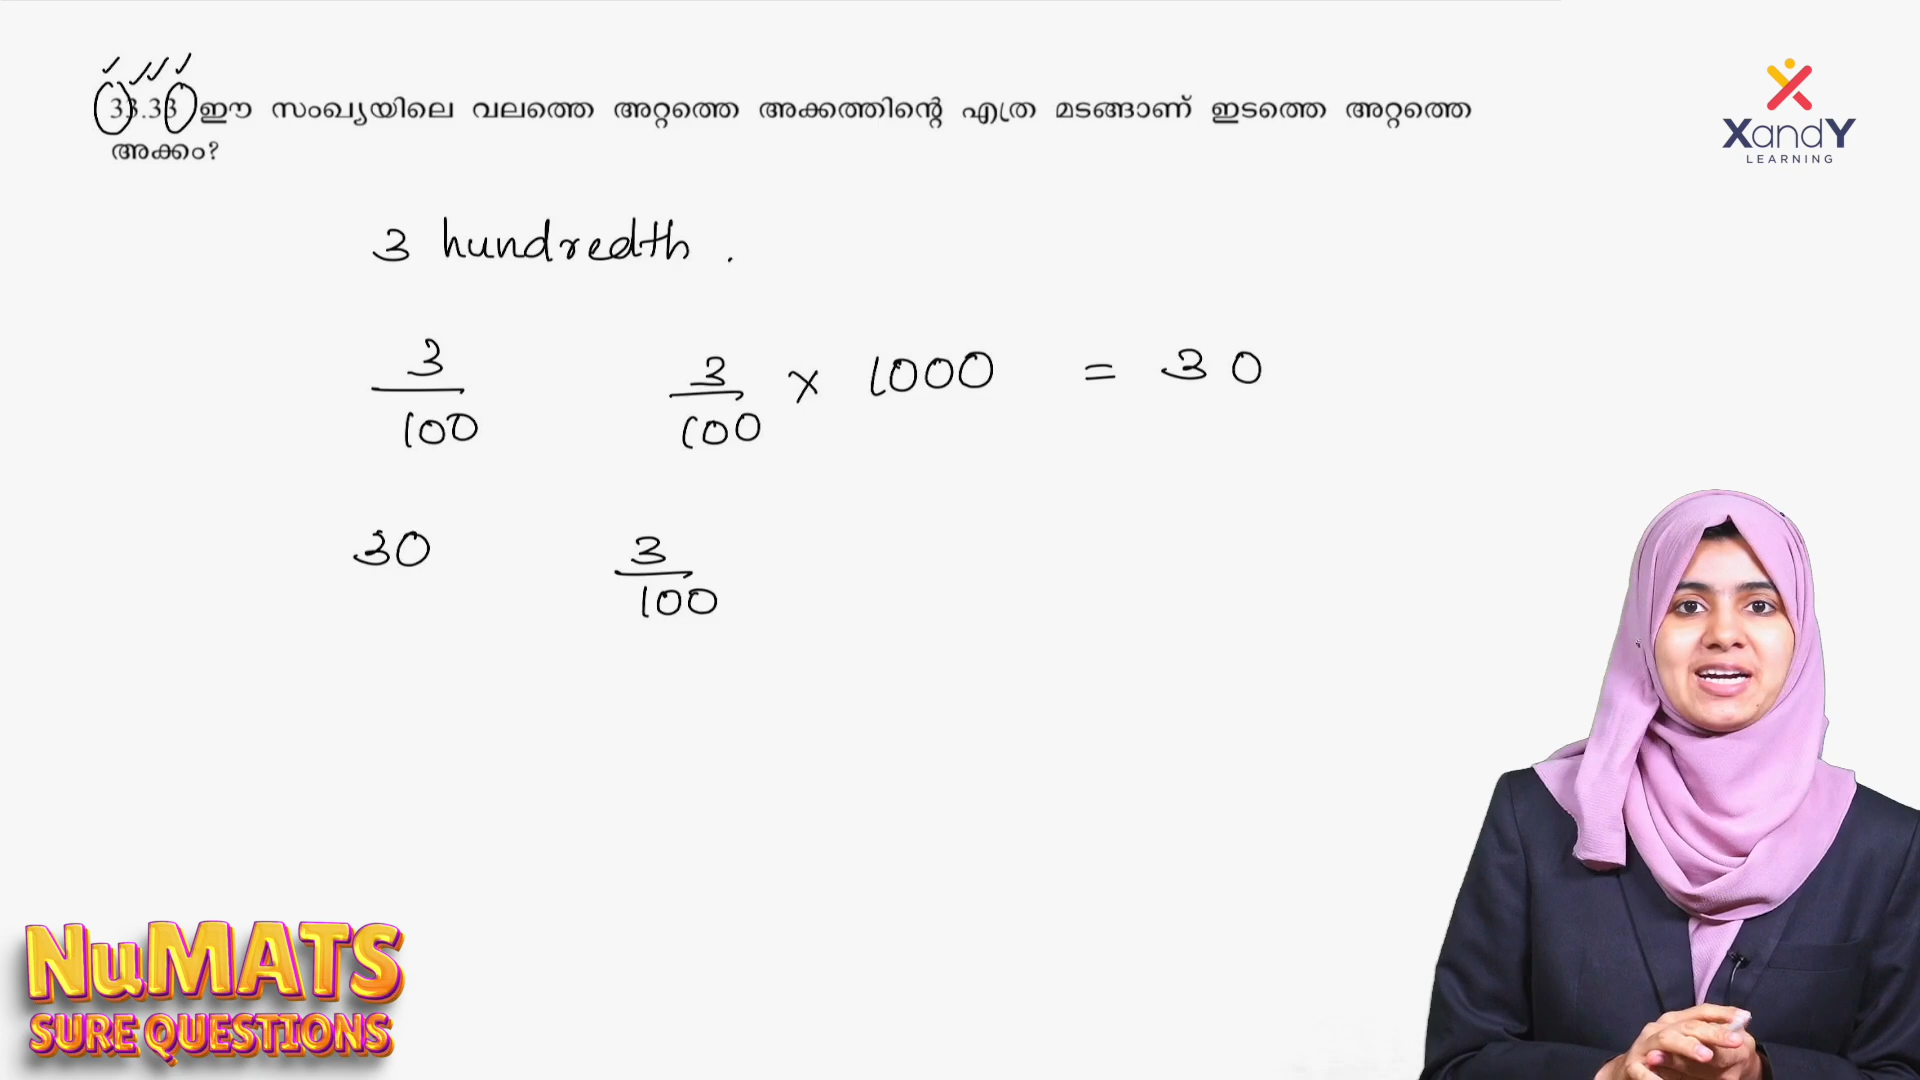 33.33 ഈ സംഖ്യയിലെ വലത്തെ അറ്റത്തെ അക്കത്തിന്റെ എത്ര മടങ്ങാണ് ഇടത്തെ അറ്റത്തെ
അക്കം?
XandY
LEARNING
3 hundredth .
3/100 3/100 × 1000 = 30
30 3/100
NuMATS
SURE QUESTIONS